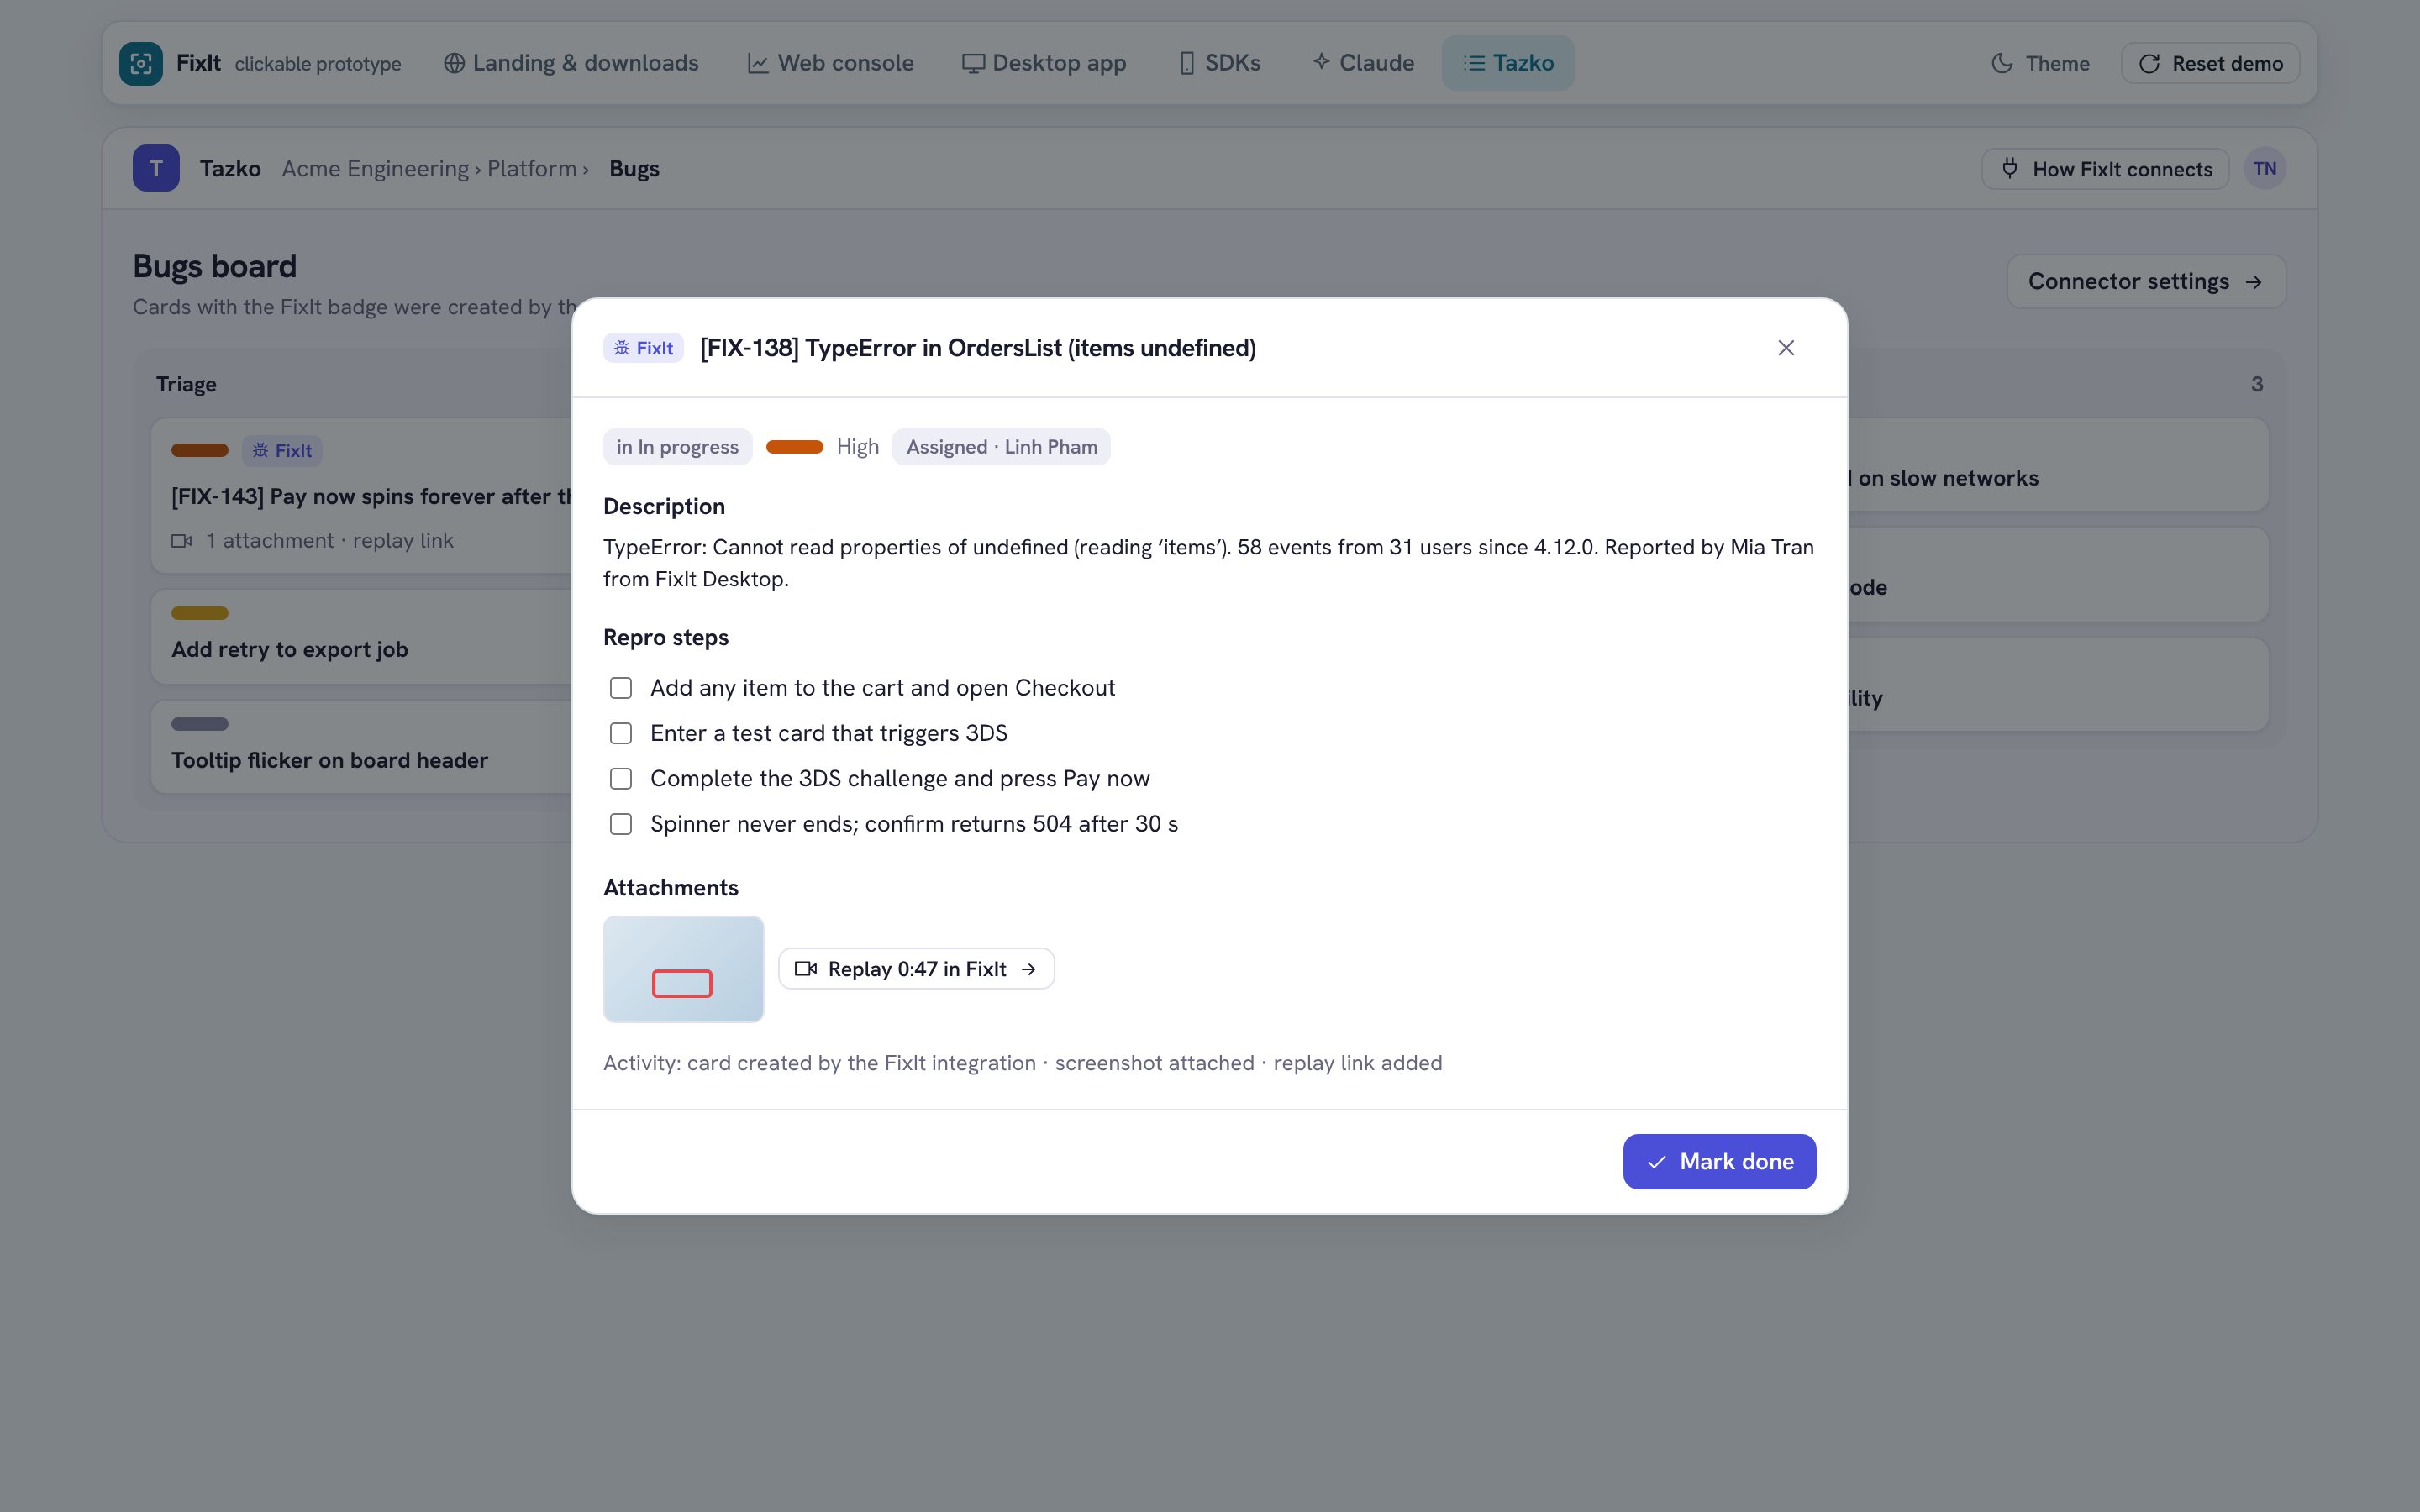 FixIt clickable prototype Landing & downloads Web console Desktop app SDKs Claude Tazko Theme Reset demo
T Tazko Acme Engineering › Platform › Bugs How FixIt connects TN
Bugs board
Connector settings →
Cards with the FixIt badge were created by th
Triage
3
FixIt
[FIX-143] Pay now spins forever after th
1 attachment · replay link
Add retry to export job
Tooltip flicker on board header
on slow networks
ode
ility
FixIt [FIX-138] TypeError in OrdersList (items undefined)
in In progress High Assigned · Linh Pham
Description
TypeError: Cannot read properties of undefined (reading ‘items’). 58 events from 31 users since 4.12.0. Reported by Mia Tran
from FixIt Desktop.
Repro steps
Add any item to the cart and open Checkout
Enter a test card that triggers 3DS
Complete the 3DS challenge and press Pay now
Spinner never ends; confirm returns 504 after 30 s
Attachments
Replay 0:47 in FixIt →
Activity: card created by the FixIt integration · screenshot attached · replay link added
Mark done